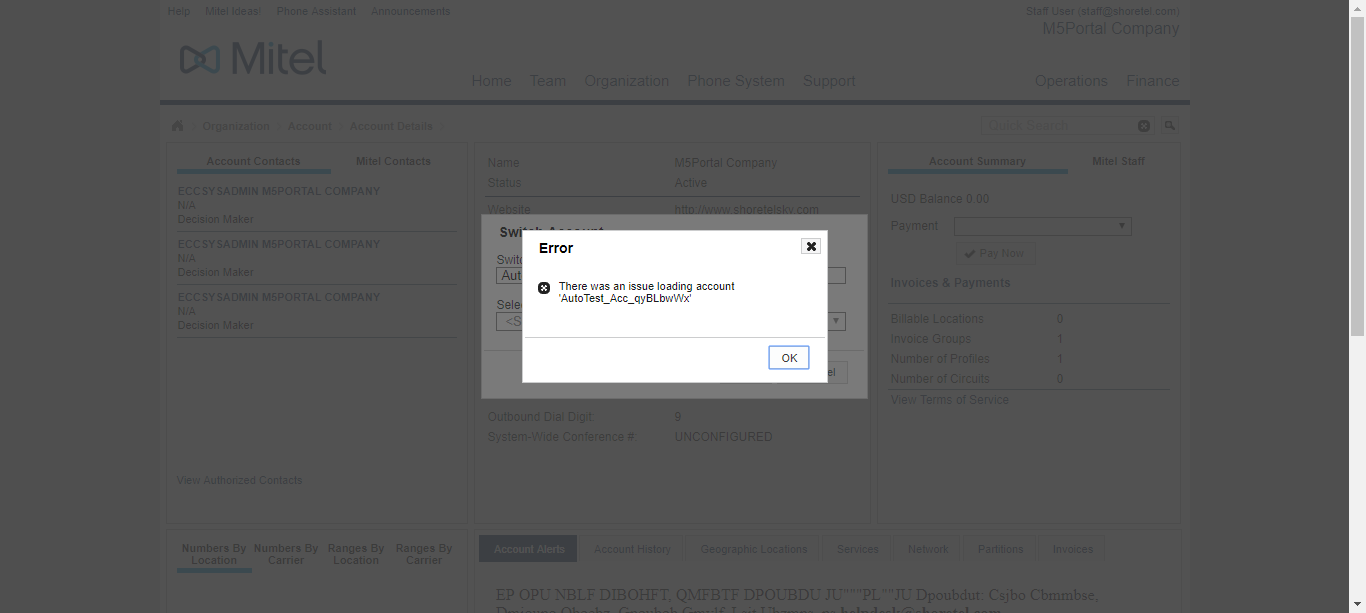 Help Mitel Ideas! Phone Assistant Announcements
Staff User (staff@shoretel.com)
M5Portal Company
Mitel
Home Team Organization Phone System Support
Operations Finance
Organization Account Account Details
Quick Search
Account Contacts Mitel Contacts
ECCSYSADMIN M5PORTAL COMPANY
N/A
Decision Maker
ECCSYSADMIN M5PORTAL COMPANY
N/A
Decision Maker
ECCSYSADMIN M5PORTAL COMPANY
N/A
Decision Maker
View Authorized Contacts
Name M5Portal Company
Status Active
Website http://www.shoretelsky.com
Switch Account
Error
There was an issue loading account
'AutoTest_Acc_qyBLbwWx'
OK
Outbound Dial Digit: 9
System-Wide Conference #: UNCONFIGURED
Account Summary Mitel Staff
USD Balance 0.00
Payment
Pay Now
Invoices & Payments
Billable Locations 0
Invoice Groups 1
Number of Profiles 1
Number of Circuits 0
View Terms of Service
Numbers By Location
Numbers By Carrier
Ranges By Location
Ranges By Carrier
Account Alerts Account History Geographic Locations Services Network Partitions Invoices
EP OPU NBLF DIBOHFT, QMFBTF DPOUBDU JU"""PL""JU Dpoubdut: Csjbo Cbmmbse,